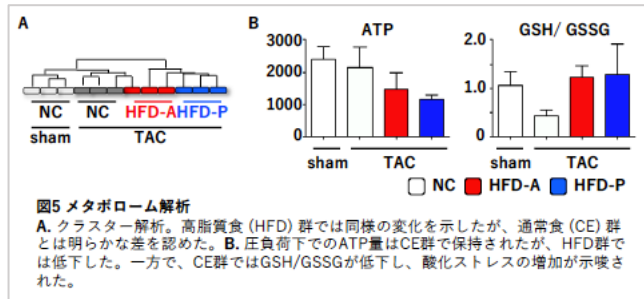 A
B
ATP
GSH/ GSSG
3000
2000
1000
0
2.0
1.0
0
NC NC HFD-A HFD-P
sham TAC
sham TAC
sham TAC
NC HFD-A HFD-P
図5 メタボローム解析
A. クラスター解析。高脂質食 (HFD) 群では同様の変化を示したが、通常食 (CE) 群
とは明らかな差を認めた。B. 圧負荷下でのATP量はCE群で保持されたが、HFD群で
は低下した。一方で、CE群ではGSH/GSSGが低下し、酸化ストレスの増加が示唆
された。